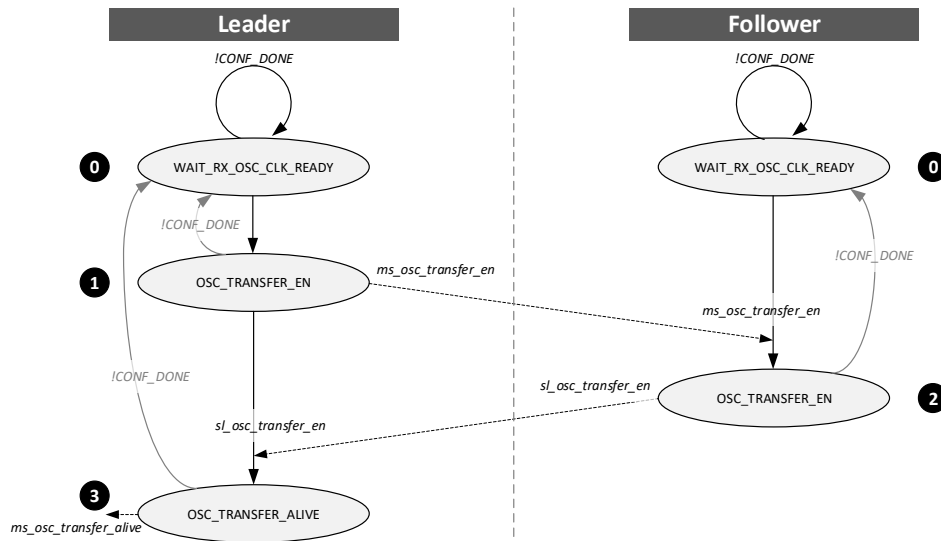 Leader
Follower
!CONF_DONE
!CONF_DONE
0
WAIT_RX_OSC_CLK_READY
WAIT_RX_OSC_CLK_READY
0
!CONF_DONE
!CONF_DONE
1
OSC_TRANSFER_EN
ms_osc_transfer_en
ms_osc_transfer_en
!CONF_DONE
sl_osc_transfer_en
OSC_TRANSFER_EN
2
sl_osc_transfer_en
3
OSC_TRANSFER_ALIVE
ms_osc_transfer_alive